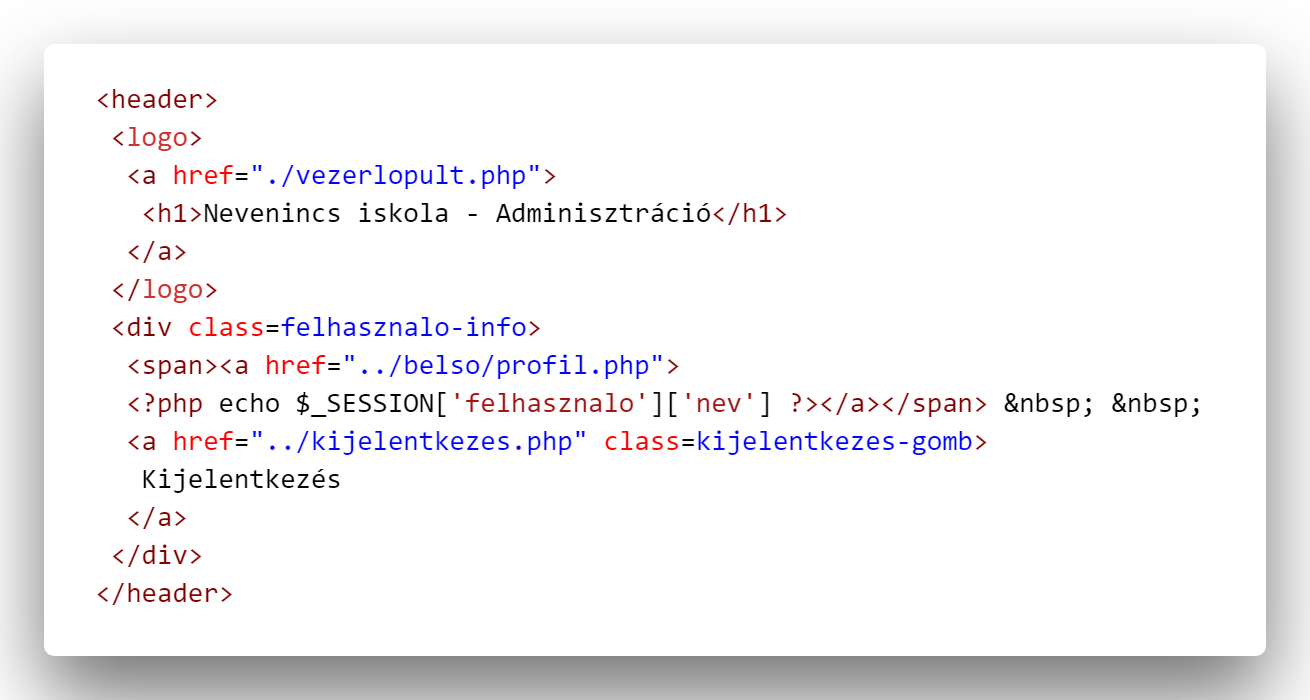 <header>
<logo>
<a href="./vezerlopult.php">
<h1>Nevenincs iskola - Adminisztráció</h1>
</a>
</logo>
<div class=felhasznalo-info>
<span><a href="../belso/profil.php">
<?php echo $_SESSION['felhasznalo']['nev'] ?></a></span> &nbsp; &nbsp;
<a href="../kijelentkezes.php" class=kijelentkezes-gomb>
Kijelentkezés
</a>
</div>
</header>